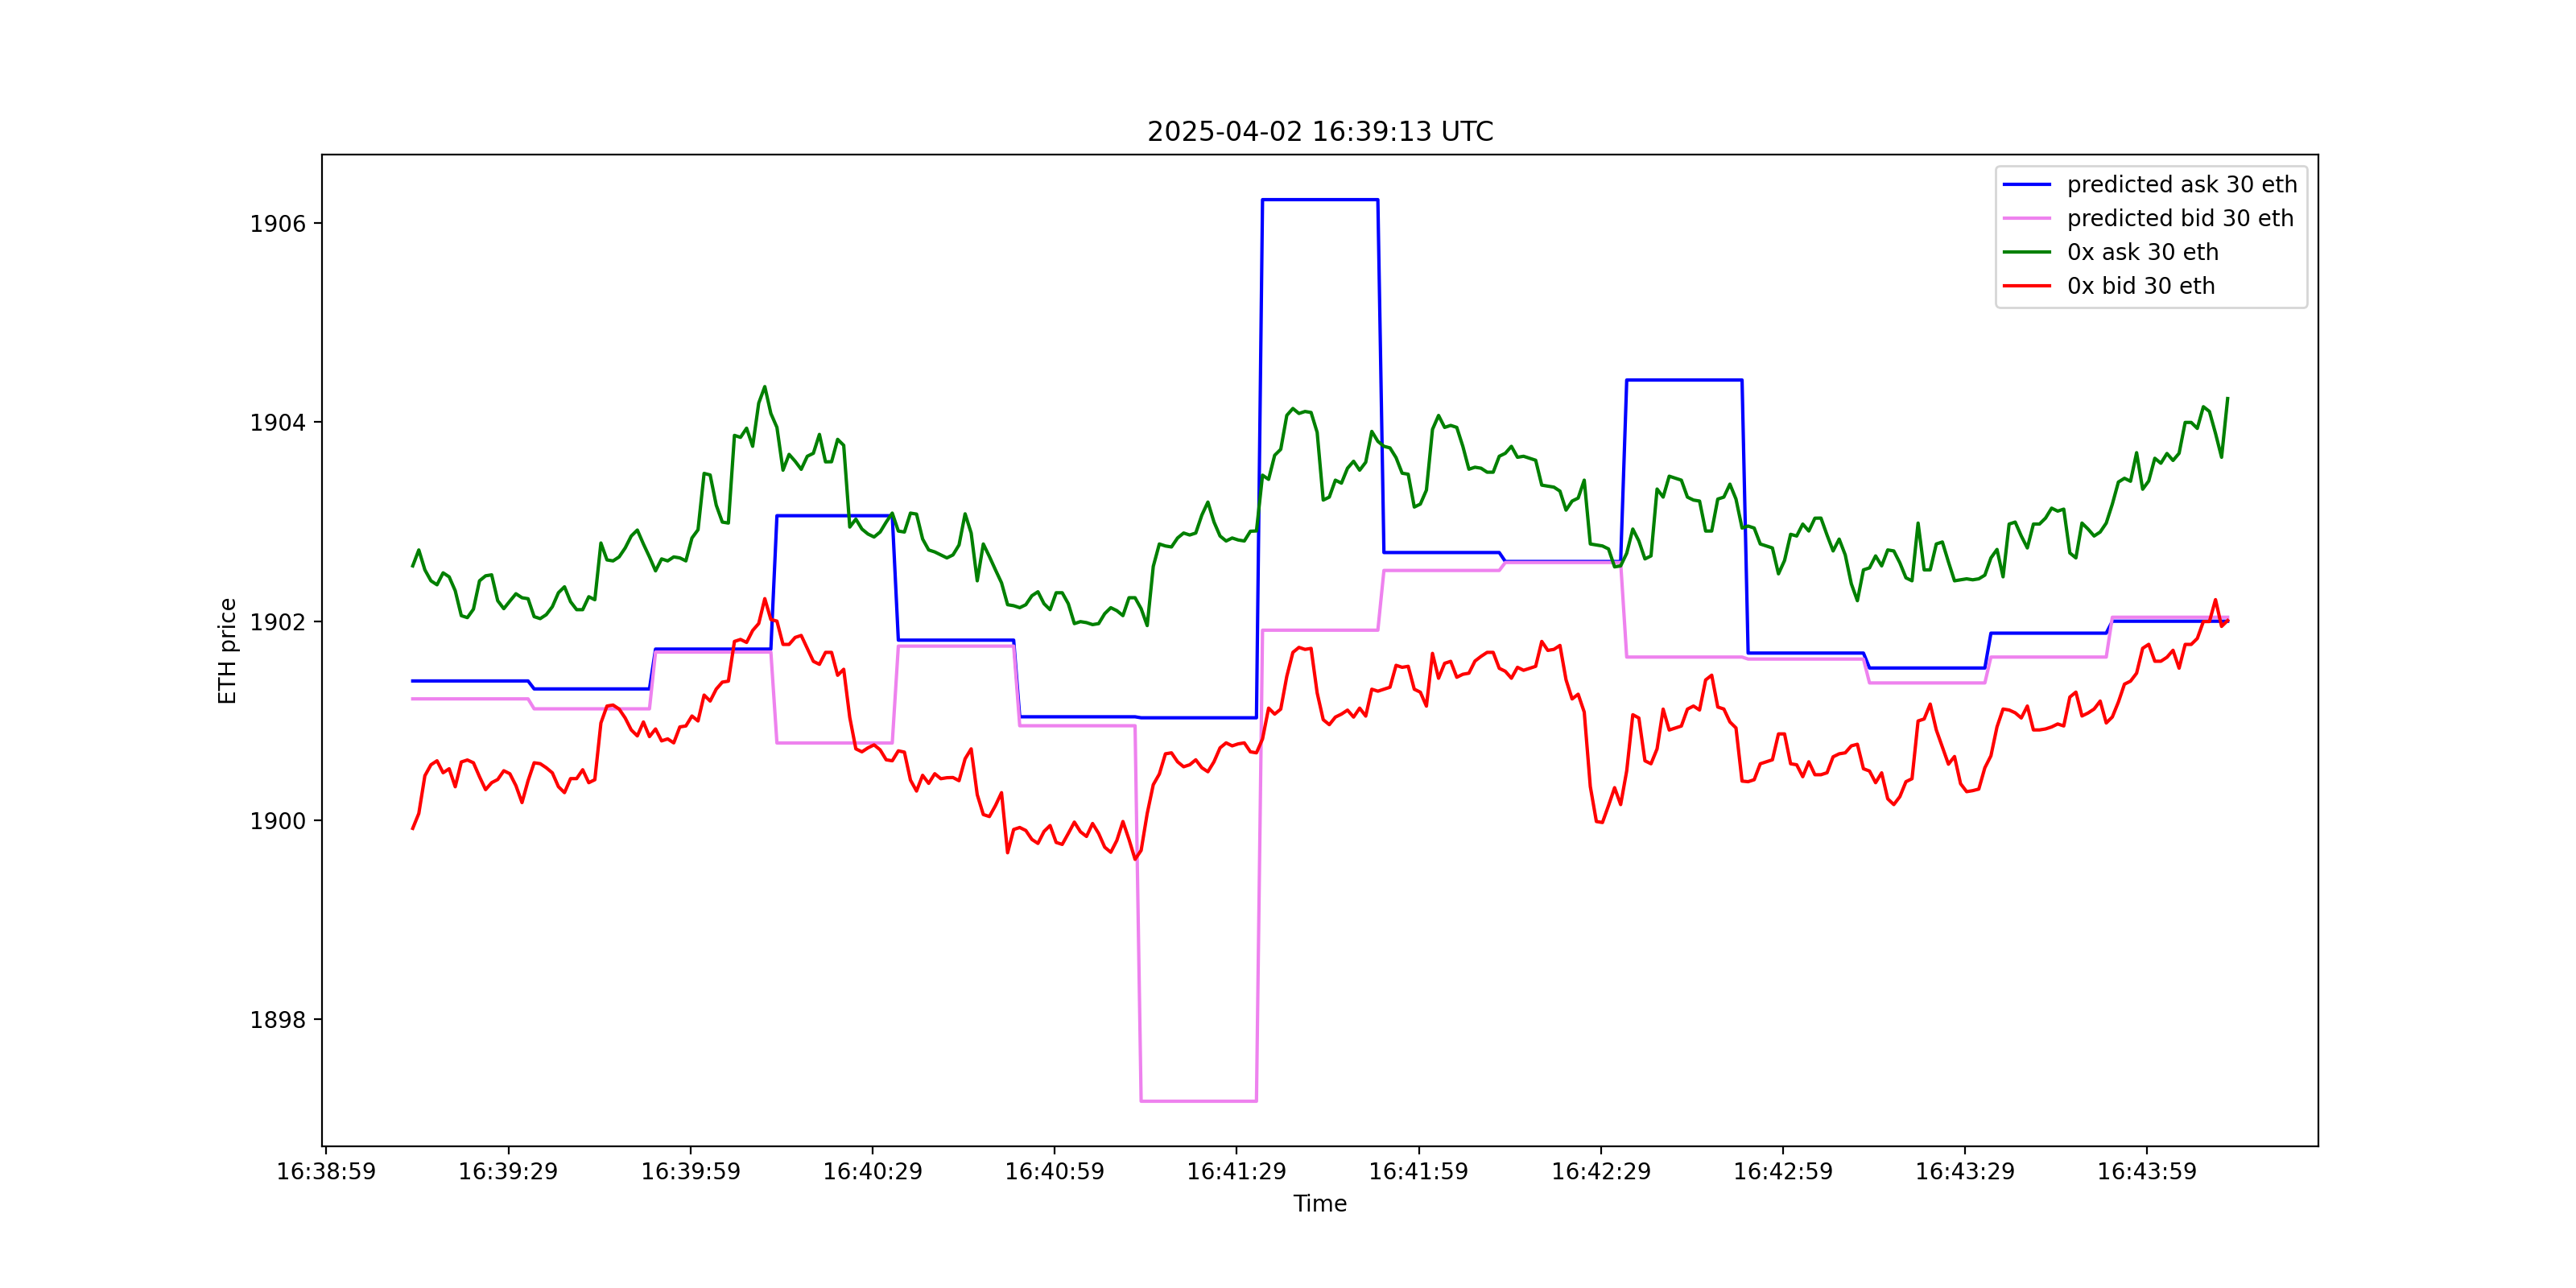 2025-04-02 16:39:13 UTC
predicted ask 30 eth
predicted bid 30 eth
0x ask 30 eth
0x bid 30 eth
1906
1904
1902
1900
1898
ETH price
16:38:59 16:39:29 16:39:59 16:40:29 16:40:59 16:41:29 16:41:59 16:42:29 16:42:59 16:43:29 16:43:59
Time